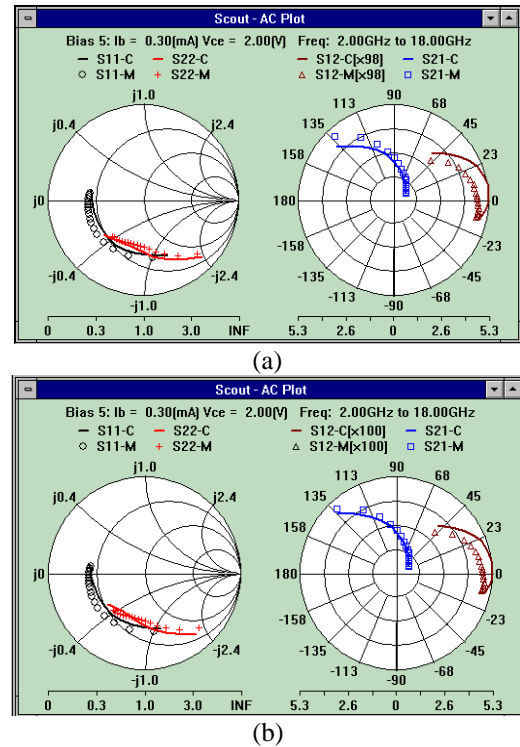 Scout - AC Plot
Bias 5: Ib = 0.30(mA) Vce = 2.00(V) Freq: 2.00GHz to 18.00GHz
S11-C S22-C S12-C[×98] S21-C
S11-M S22-M S12-M[×98] S21-M
j1.0 90
j0.4 j2.4 113 68
135 45
158 23
j0 180
-158 -23
-j0.4 -j2.4 -135 -45
-113 -68
-j1.0 -90
0 0.3 1.0 3.0 INF 5.3 2.6 0 2.6 5.3
(a)
Scout - AC Plot
Bias 5: Ib = 0.30(mA) Vce = 2.00(V) Freq: 2.00GHz to 18.00GHz
S11-C S22-C S12-C[×100] S21-C
S11-M S22-M S12-M[×100] S21-M
j1.0 90
j0.4 j2.4 113 68
135 45
158 23
j0 180
-158 -23
-j0.4 -j2.4 -135 -45
-113 -68
-j1.0 -90
0 0.3 1.0 3.0 INF 5.3 2.6 0 2.6 5.3
(b)